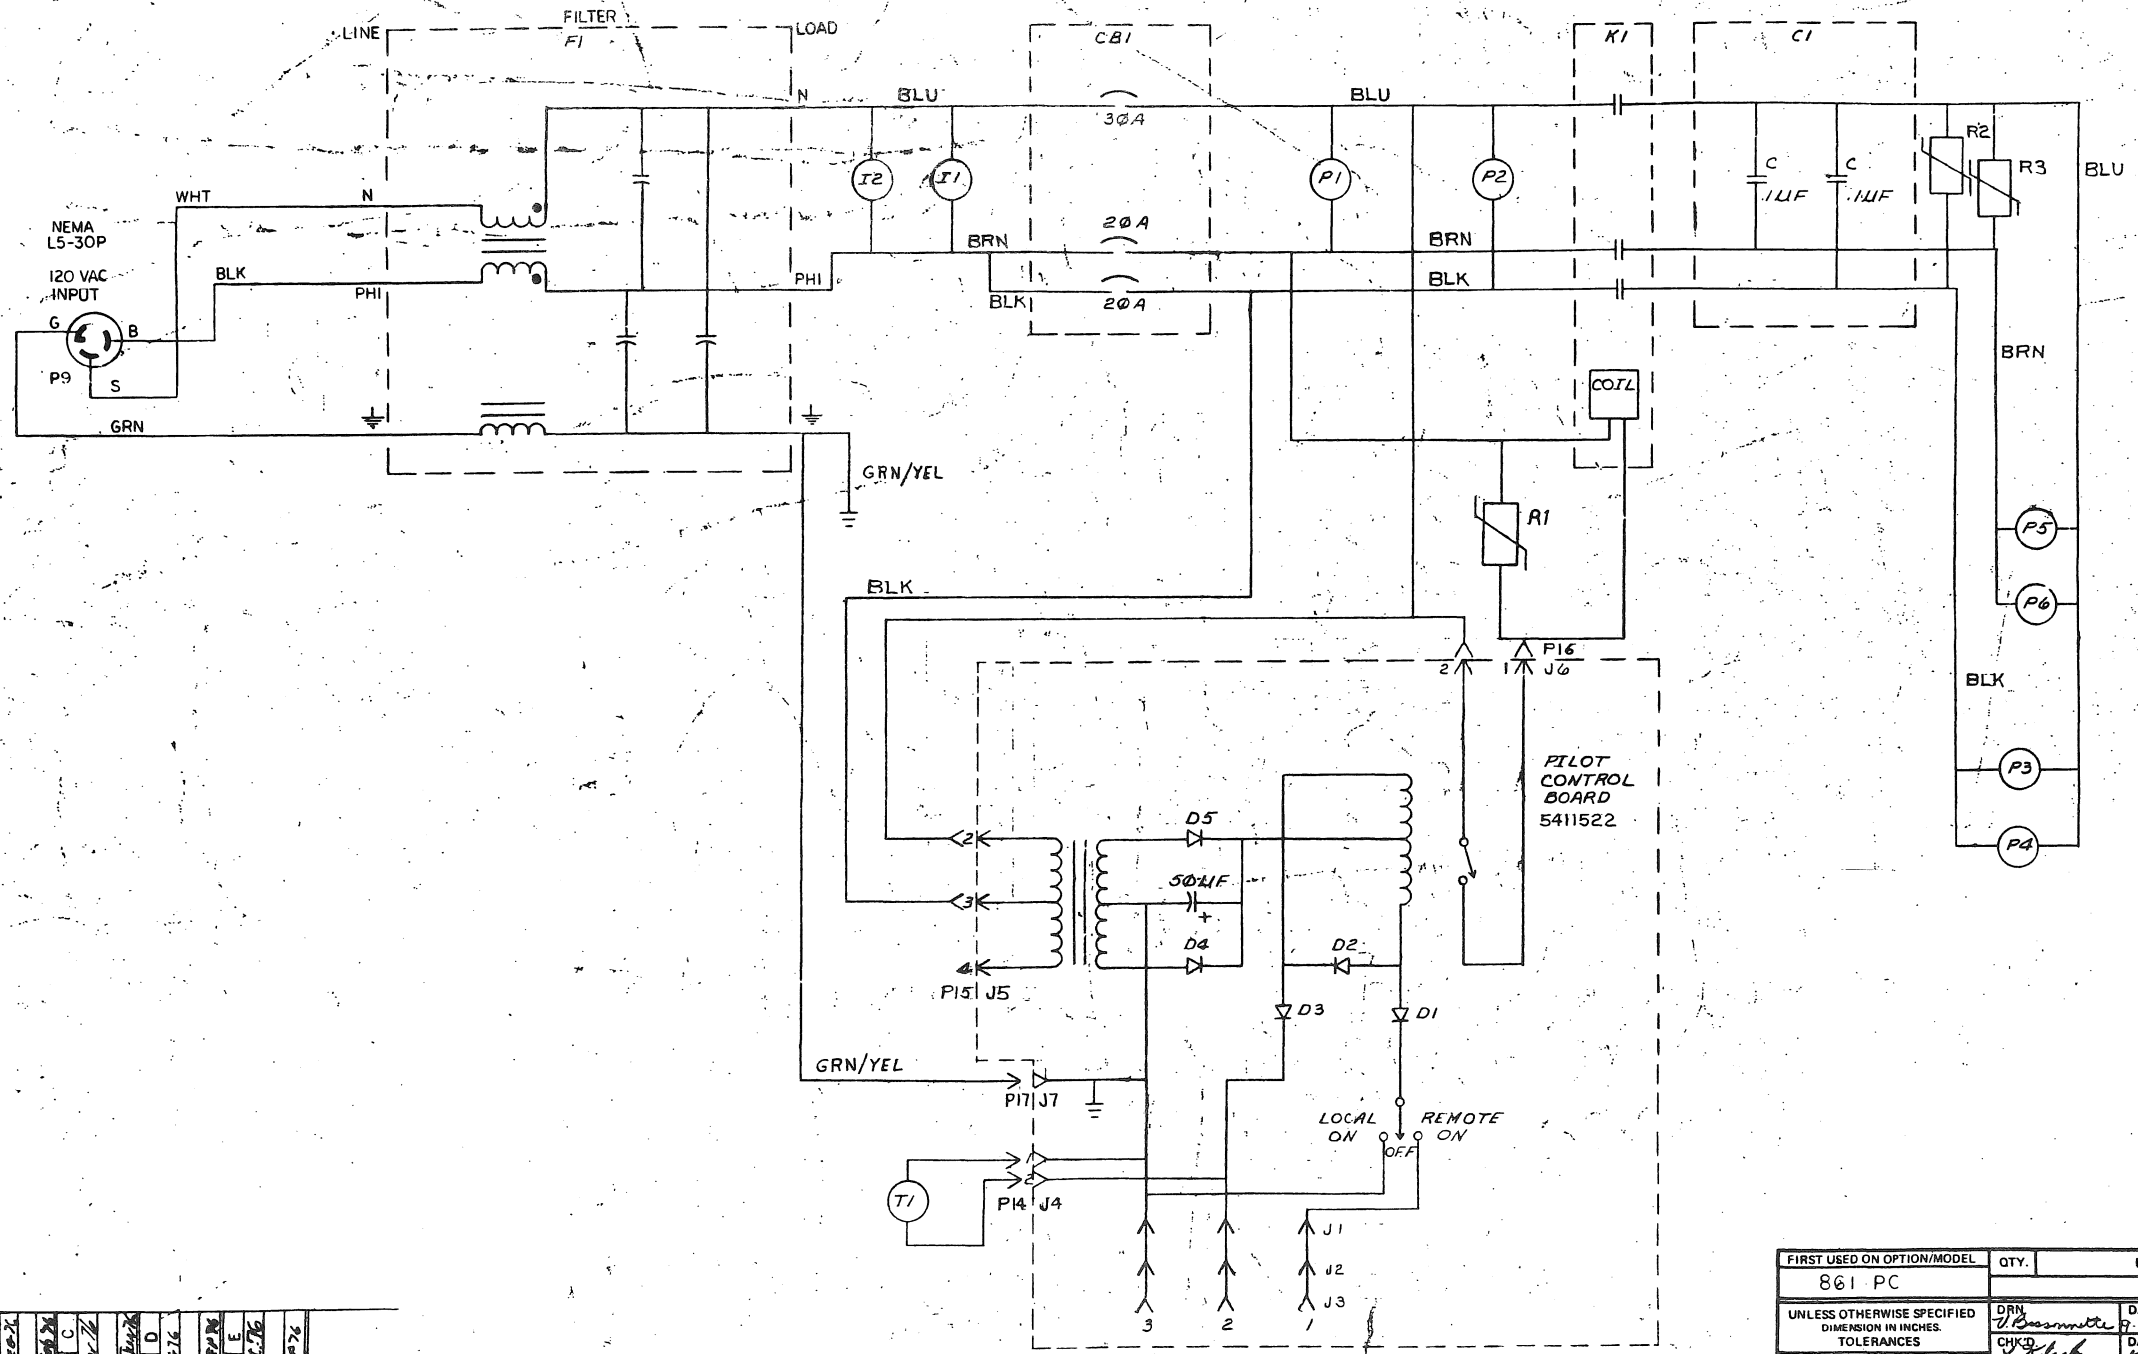 FILTER
LINE
F1
LOAD
CB1
K1
C1
N
BLU
30A
BLU
R2
R3
BLU
C
.1UF
C
.1UF
I2
I1
P1
P2
WHT
N
NEMA
L5-30P
120 VAC
INPUT
BLK
PH1
PH1
BRN
20A
BRN
BLK
20A
BLK
G
B
P9
S
GRN
BRN
COIL
GRN/YEL
R1
P5
BLK
P6
P16
2
1
J6
BLK
PILOT
CONTROL
BOARD
5411522
P3
P4
D5
2
50UF
3
+
D4
D2
4
P15
J5
D3
D1
GRN/YEL
P17
J7
LOCAL
ON
REMOTE
ON
OFF
1
2
T1
P14
J4
J1
J2
J3
3
2
1
FIRST USED ON OPTION/MODEL
QTY.
861 PC
UNLESS OTHERWISE SPECIFIED
DIMENSION IN INCHES.
TOLERANCES
DRN.
CHK'D
C
D
E